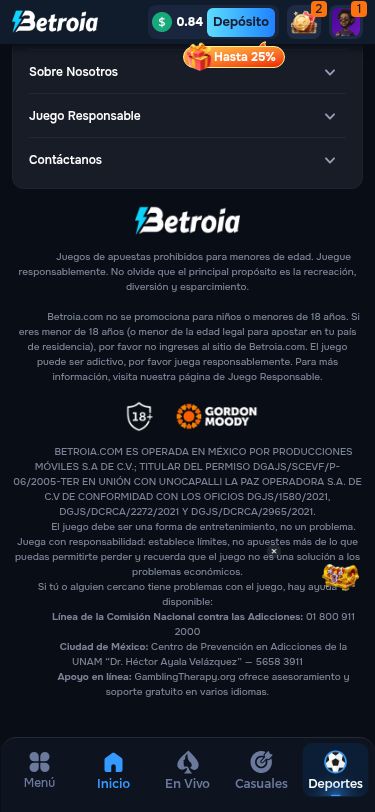 Betroia
$ 0.84 Depósito 2 1
Hasta 25%
Sobre Nosotros
Juego Responsable
Contáctanos
Betroia
Juegos de apuestas prohibidos para menores de edad. Juegue
responsablemente. No olvide que el principal propósito es la recreación,
diversión y esparcimiento.
Betroia.com no se promociona para niños o menores de 18 años. Si
eres menor de 18 años (o menor de la edad legal para apostar en tu país
de residencia), por favor no ingreses al sitio de Betroia.com. El juego
puede ser adictivo, por favor juega responsablemente. Para más
información, visita nuestra página de Juego Responsable.
18+ GORDON
MOODY
BETROIA.COM ES OPERADA EN MÉXICO POR PRODUCCIONES
MÓVILES S.A DE C.V.; TITULAR DEL PERMISO DGAJS/SCEVF/P-
06/2005-TER EN UNIÓN CON UNOCAPALLI LA PAZ OPERADORA S.A. DE
C.V DE CONFORMIDAD CON LOS OFICIOS DGJS/1580/2021,
DGJS/DCRCA/2272/2021 Y DGJS/DCRCA/2965/2021.
El juego debe ser una forma de entretenimiento, no un problema.
Juega con responsabilidad: establece límites, no apuestes más de lo que
puedas permitirte perder y recuerda que el juego no es una solución a los
problemas económicos.
Si tú o alguien cercano tiene problemas con el juego, hay ayuda
disponible:
Línea de la Comisión Nacional contra las Adicciones: 01 800 911
2000
Ciudad de México: Centro de Prevención en Adicciones de la
UNAM “Dr. Héctor Ayala Velázquez” — 5658 3911
Apoyo en línea: GamblingTherapy.org ofrece asesoramiento y
soporte gratuito en varios idiomas.
Menú Inicio En Vivo Casuales Deportes